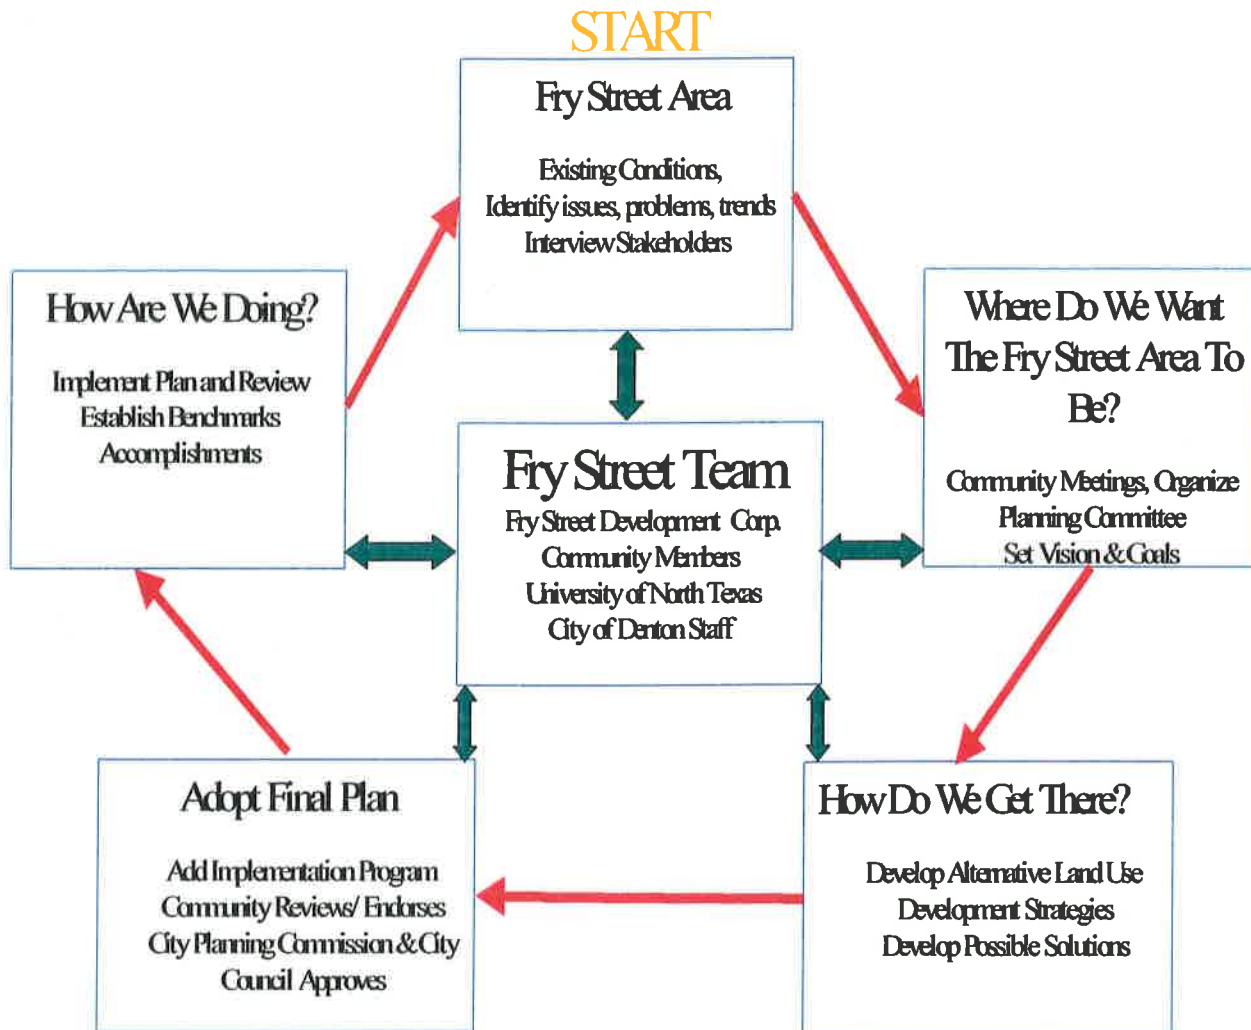 START
Fry Street Area
Existing Conditions,
Identify issues, problems, trends
Interview Stakeholders
Where Do We Want
The Fry Street Area To
Be?
Community Meetings, Organize
Planning Committee
Set Vision & Goals
How Do We Get There?
Develop Alternative Land Use
Development Strategies
Develop Possible Solutions
Adopt Final Plan
Add Implementation Program
Community Reviews/ Endorses
City Planning Commission & City
Council Approves
How Are We Doing?
Implement Plan and Review
Establish Benchmarks
Accomplishments
Fry Street Team
Fry Street Development Corp.
Community Members
University of North Texas
City of Denton Staff